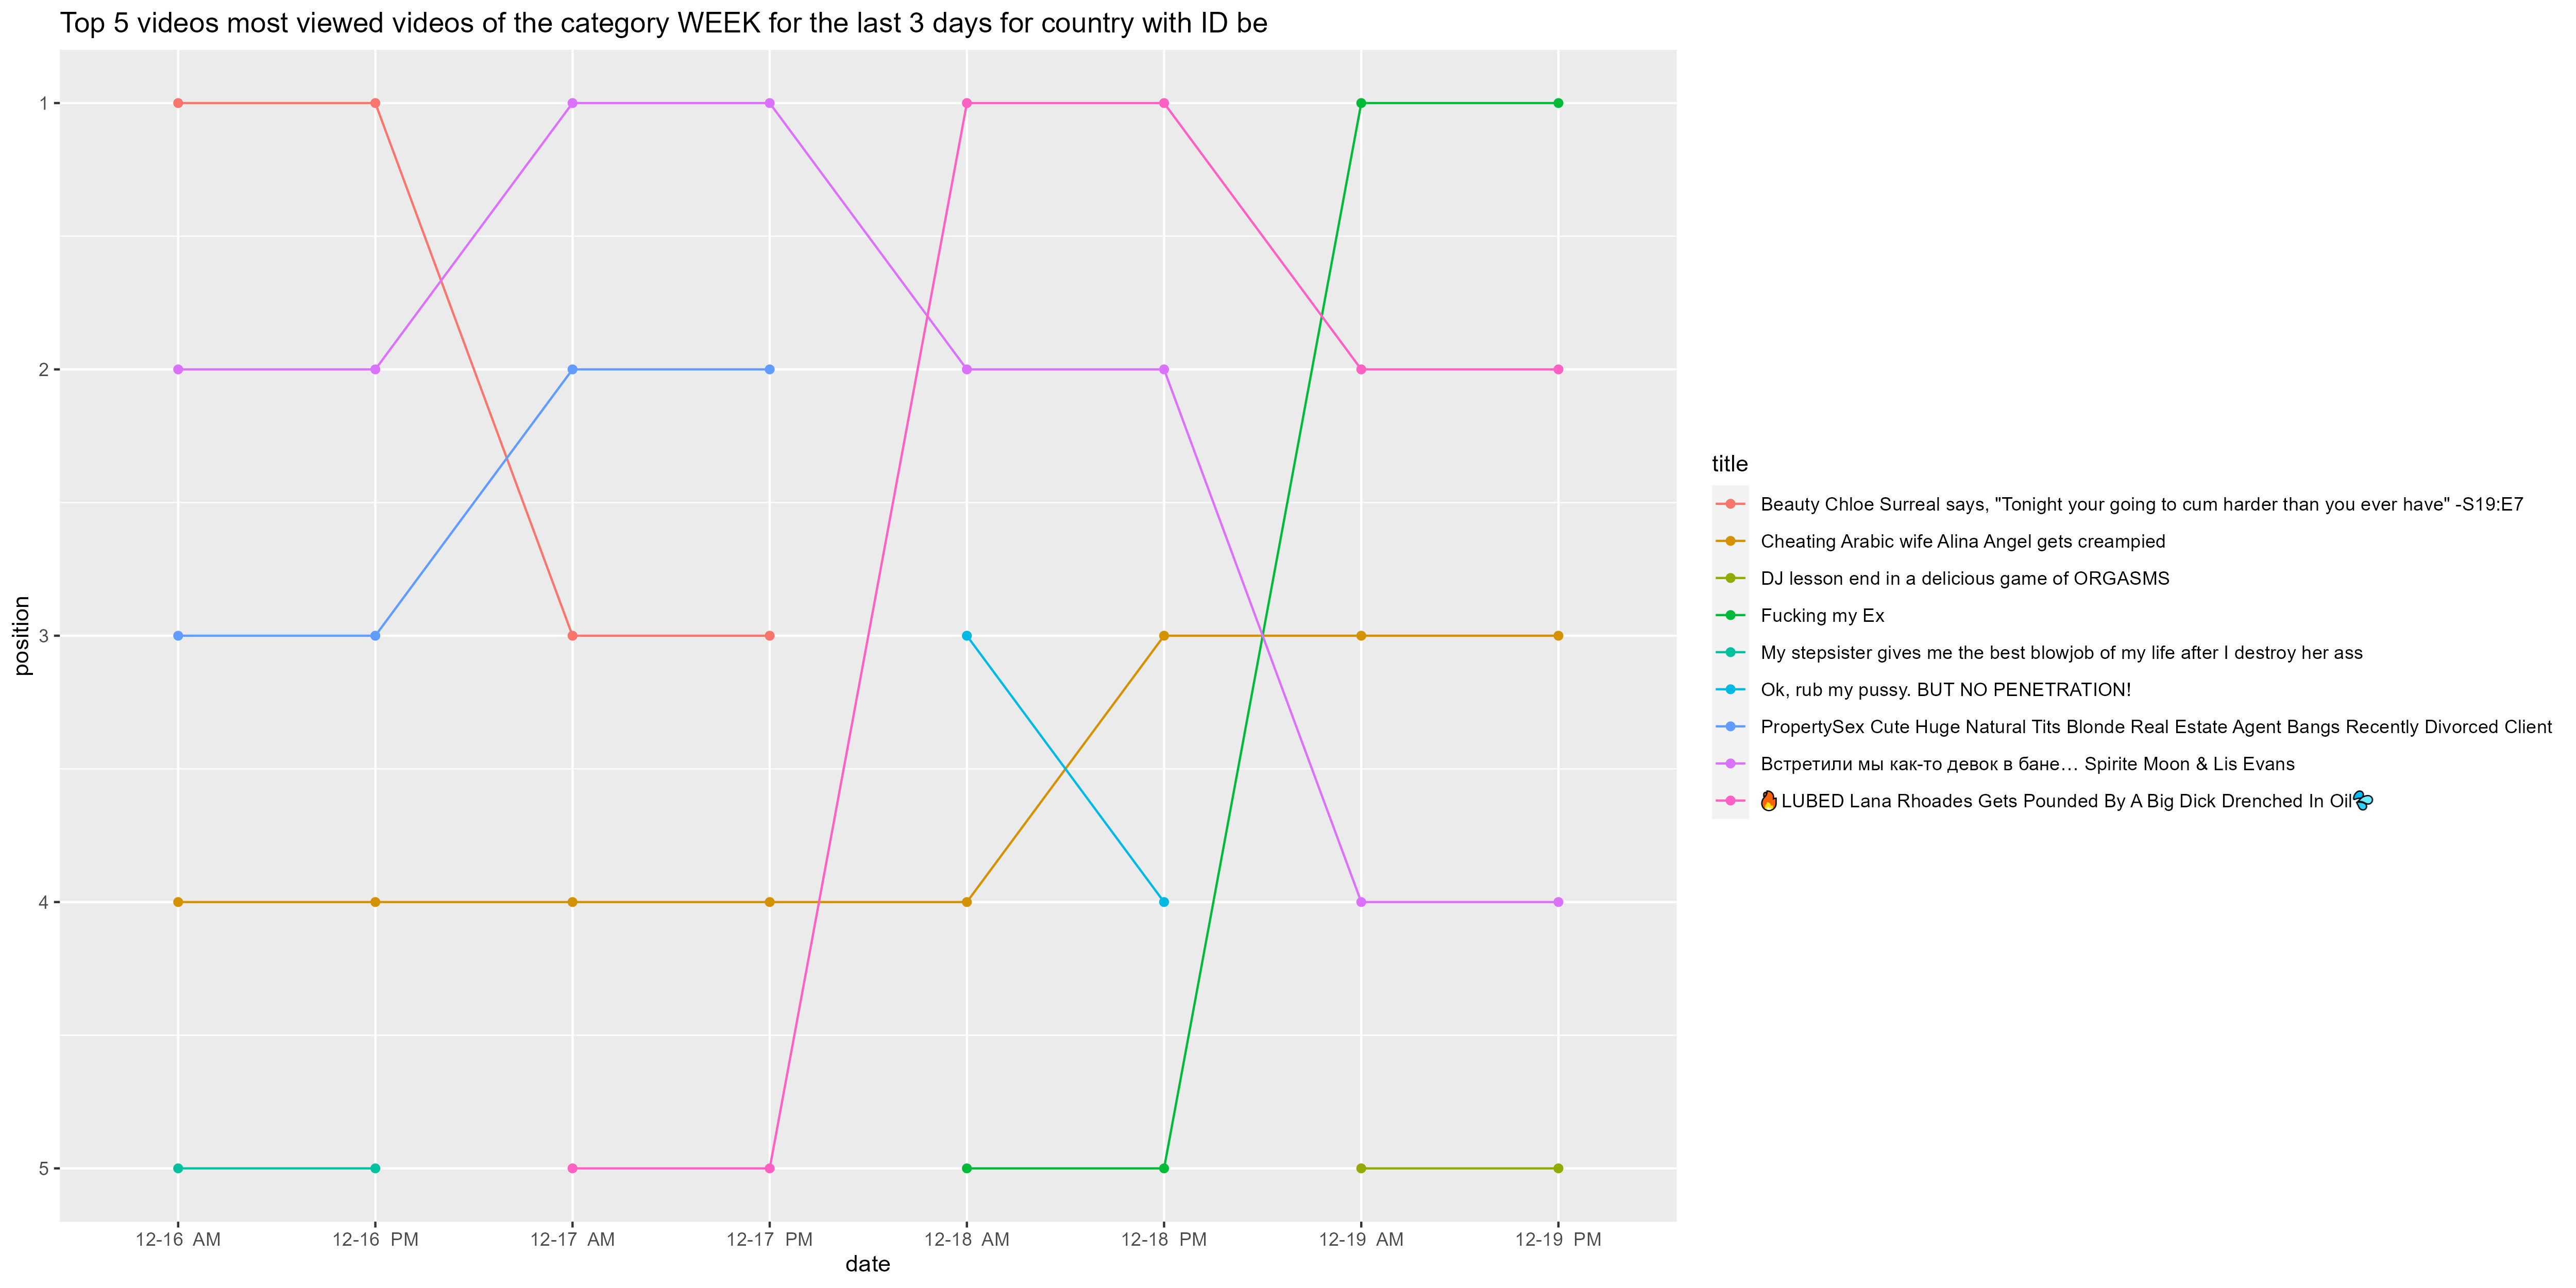 Top 5 videos most viewed videos of the category WEEK for the last 3 days for country with ID be
position
1
2
3
4
5
12-16 AM
12-16 PM
12-17 AM
12-17 PM
12-18 AM
12-18 PM
12-19 AM
12-19 PM
date
title
Beauty Chloe Surreal says, "Tonight your going to cum harder than you ever have" -S19:E7
Cheating Arabic wife Alina Angel gets creampied
DJ lesson end in a delicious game of ORGASMS
Fucking my Ex
My stepsister gives me the best blowjob of my life after I destroy her ass
Ok, rub my pussy. BUT NO PENETRATION!
PropertySex Cute Huge Natural Tits Blonde Real Estate Agent Bangs Recently Divorced Client
Встретили мы как-то девок в бане… Spirite Moon & Lis Evans
🔥LUBED Lana Rhoades Gets Pounded By A Big Dick Drenched In Oil💦